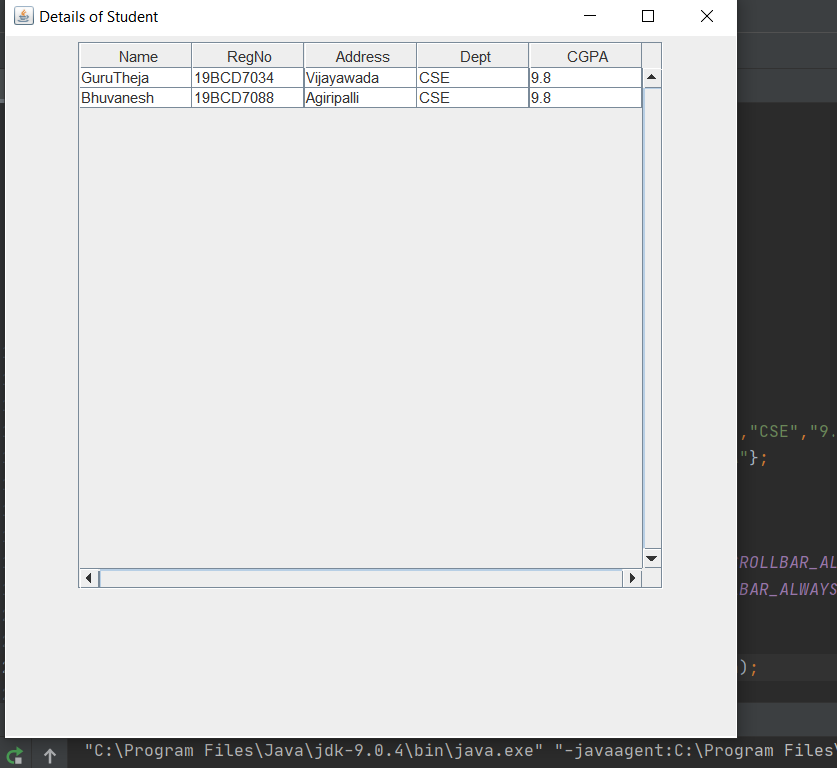 Details of Student
Name RegNo Address Dept CGPA
GuruTheja 19BCD7034 Vijayawada CSE 9.8
Bhuvanesh 19BCD7088 Agiripalli CSE 9.8
,"CSE","9.
"};
ROLLBAR_AL
BAR_ALWAYS
);
"C:\Program Files\Java\jdk-9.0.4\bin\java.exe" "-javaagent:C:\Program Files\